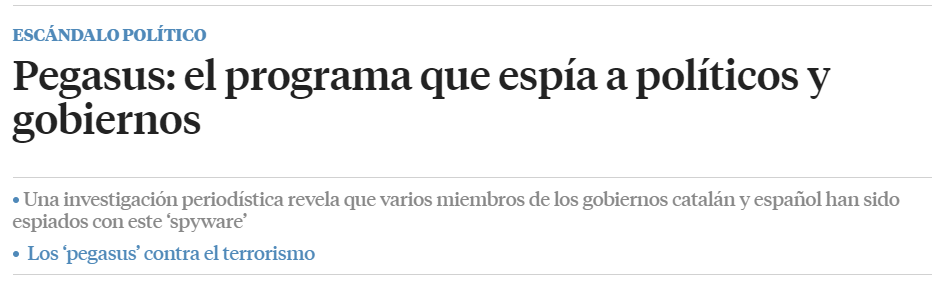 ESCÁNDALO POLÍTICO
Pegasus: el programa que espía a políticos y
gobiernos
• Una investigación periodística revela que varios miembros de los gobiernos catalán y español han sido
espiados con este ‘spyware’
• Los ‘pegasus’ contra el terrorismo